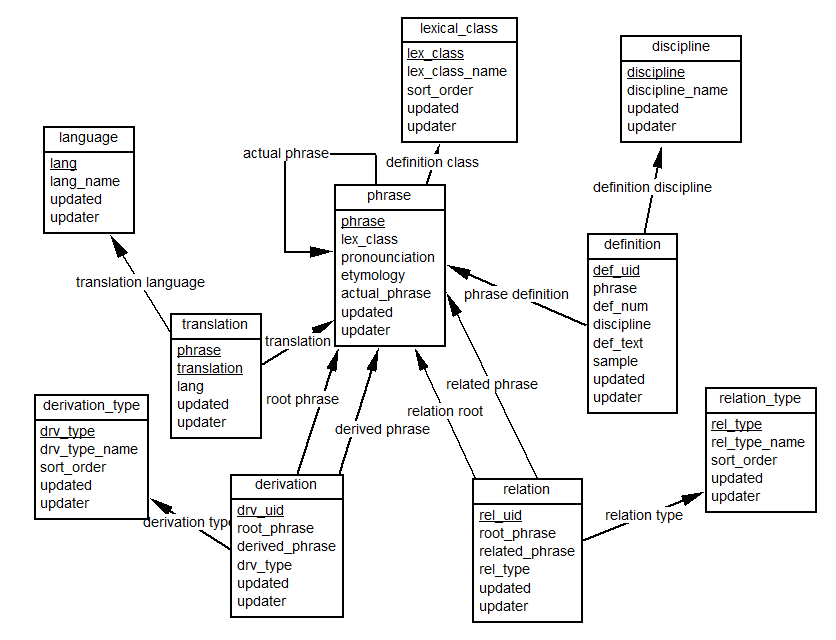 lexical_class
lex_class
lex_class_name
sort_order
updated
updater
discipline
discipline
discipline_name
updated
updater
language
lang
lang_name
updated
updater
actual phrase
definition class
phrase
phrase
lex_class
pronounciation
etymology
actual_phrase
updated
updater
definition discipline
definition
def_uid
phrase
def_num
discipline
def_text
sample
updated
updater
translation language
phrase definition
translation
phrase
translation
lang
updated
updater
translation
root phrase
derived phrase
relation root
related phrase
derivation_type
drv_type
drv_type_name
sort_order
updated
updater
relation_type
rel_type
rel_type_name
sort_order
updated
updater
derivation type
derivation
drv_uid
root_phrase
derived_phrase
drv_type
updated
updater
relation
rel_uid
root_phrase
related_phrase
rel_type
updated
updater
relation type